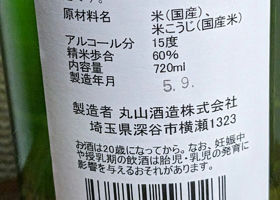 です。
原材料名 米(国産)、
米こうじ(国産米)
アルコール分 15度
精米歩合 60%
内容量 720ml
製造年月 5.9.
製造者 丸山酒造株式会社
埼玉県深谷市横瀬1323
お酒は20歳になってから。なお、妊娠中
や授乳期の飲酒は胎児・乳児の発育に
影響を与えるおそれがあります。